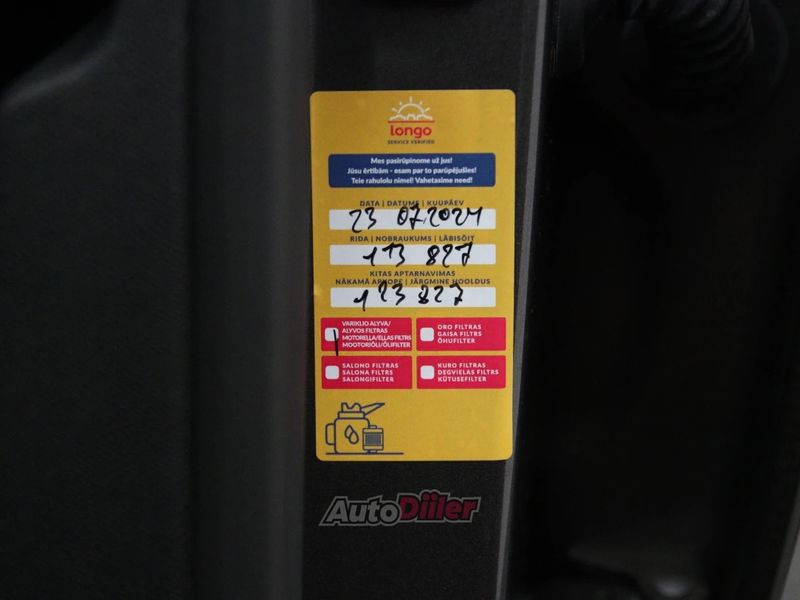 longo
SERVICE VERIFIED
Mes pasirūpinome už jus!
Jūsu ērtībām - esam par to parūpējušies!
Teie rahulolu nimel! Vahetasime need!
DATA | DATUMS | KUUPÄEV
23 07.2024
RIDA | NOBRAUKUMS | LÄBISÕIT
113 827
KITAS APTARNAVIMAS
NĀKAMĀ APKOPE | JÄRGMINE HOOLDUS
123 827
VARIKLIO ALYVA/
ALYVOS FILTRAS
MOTORELLA/ELLAS FILTRS
MOOTORIÕLI/ÕLIFILTER
ORO FILTRAS
GAISA FILTRS
ÕHUFILTER
SALONO FILTRAS
SALONA FILTRS
SALONGIFILTER
KURO FILTRAS
DEGVIELAS FILTRS
KÜTUSEFILTER
AutoDiiler